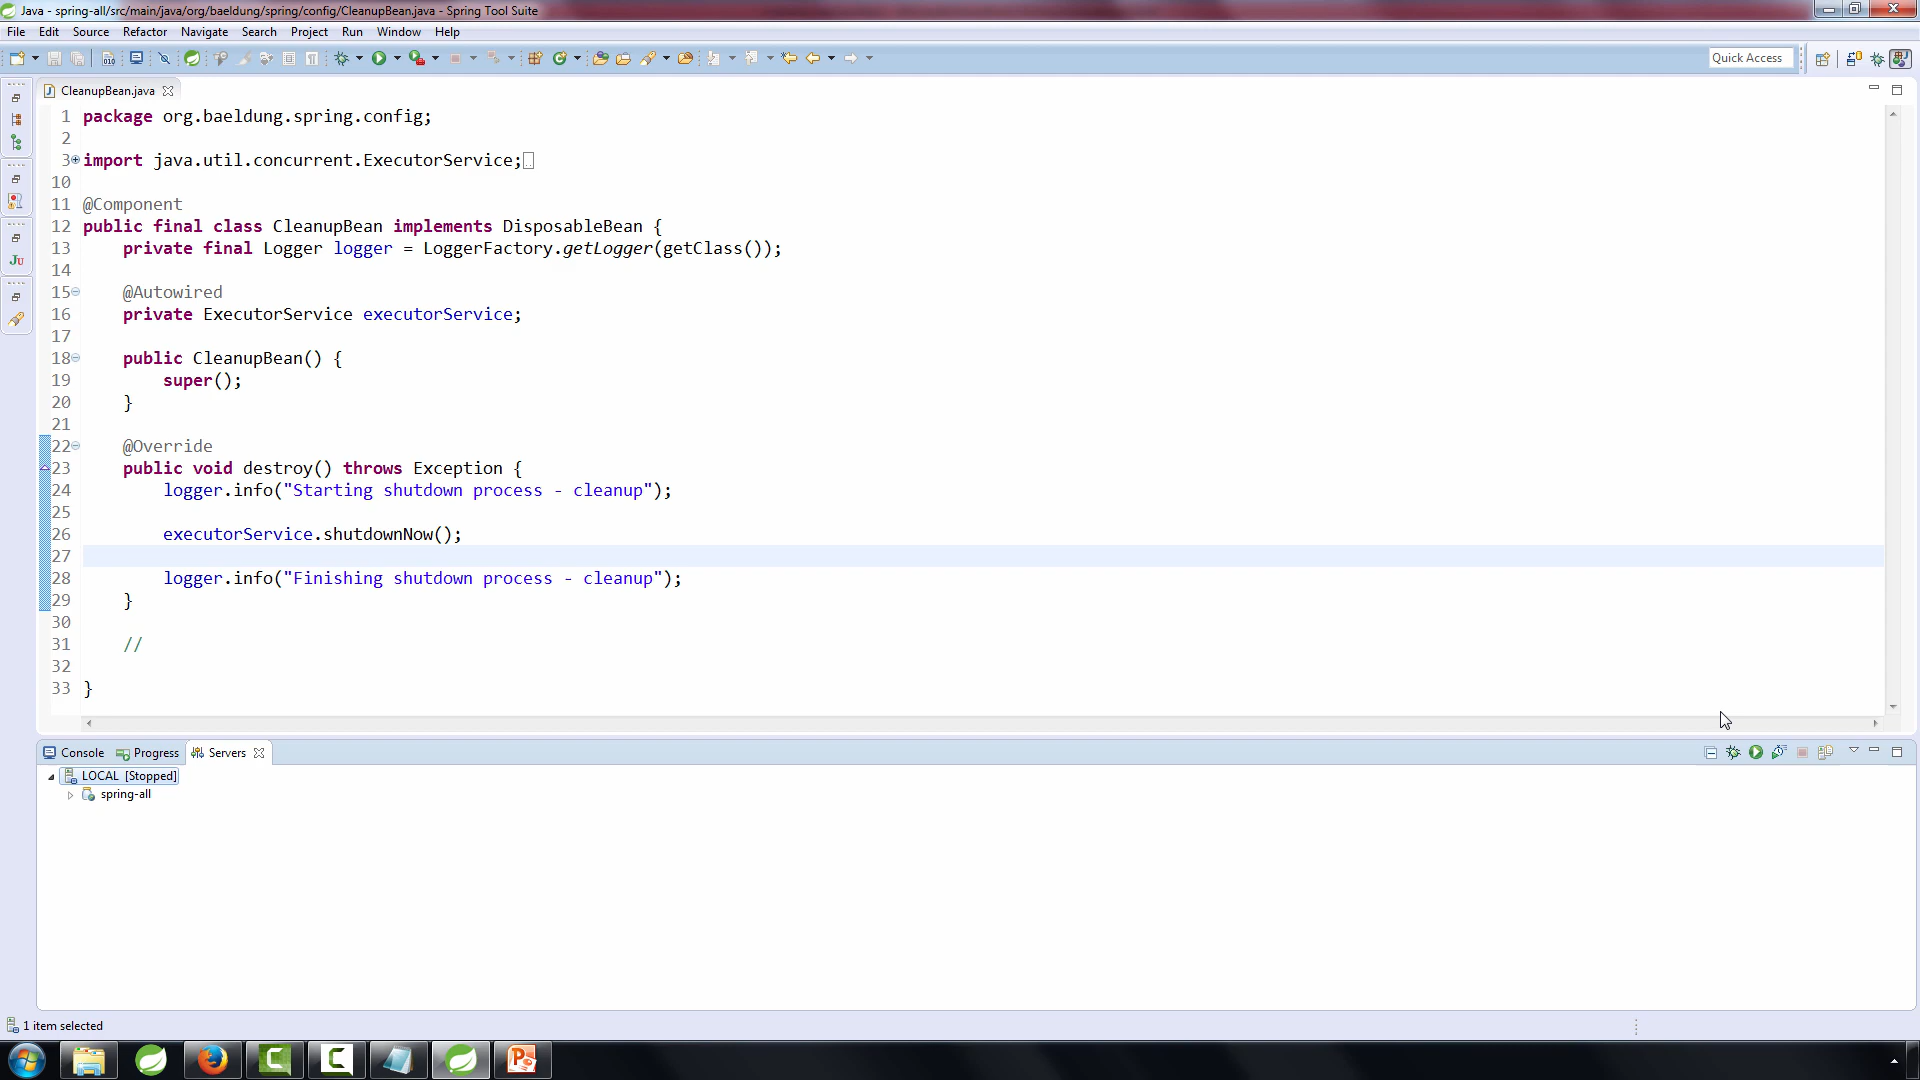 Java - spring-all/src/main/java/org/baeldung/spring/config/CleanupBean.java - Spring Tool Suite
File Edit Source Refactor Navigate Search Project Run Window Help
Quick Access
CleanupBean.java
1 package org.baeldung.spring.config;
2
3 import java.util.concurrent.ExecutorService;
10
11 @Component
12 public final class CleanupBean implements DisposableBean {
13 private final Logger logger = LoggerFactory.getLogger(getClass());
14
15 @Autowired
16 private ExecutorService executorService;
17
18 public CleanupBean() {
19 super();
20 }
21
22 @Override
23 public void destroy() throws Exception {
24 logger.info("Starting shutdown process - cleanup");
25
26 executorService.shutdownNow();
27
28 logger.info("Finishing shutdown process - cleanup");
29 }
30
31 //
32
33 }
Console Progress Servers
LOCAL [Stopped]
spring-all
1 item selected